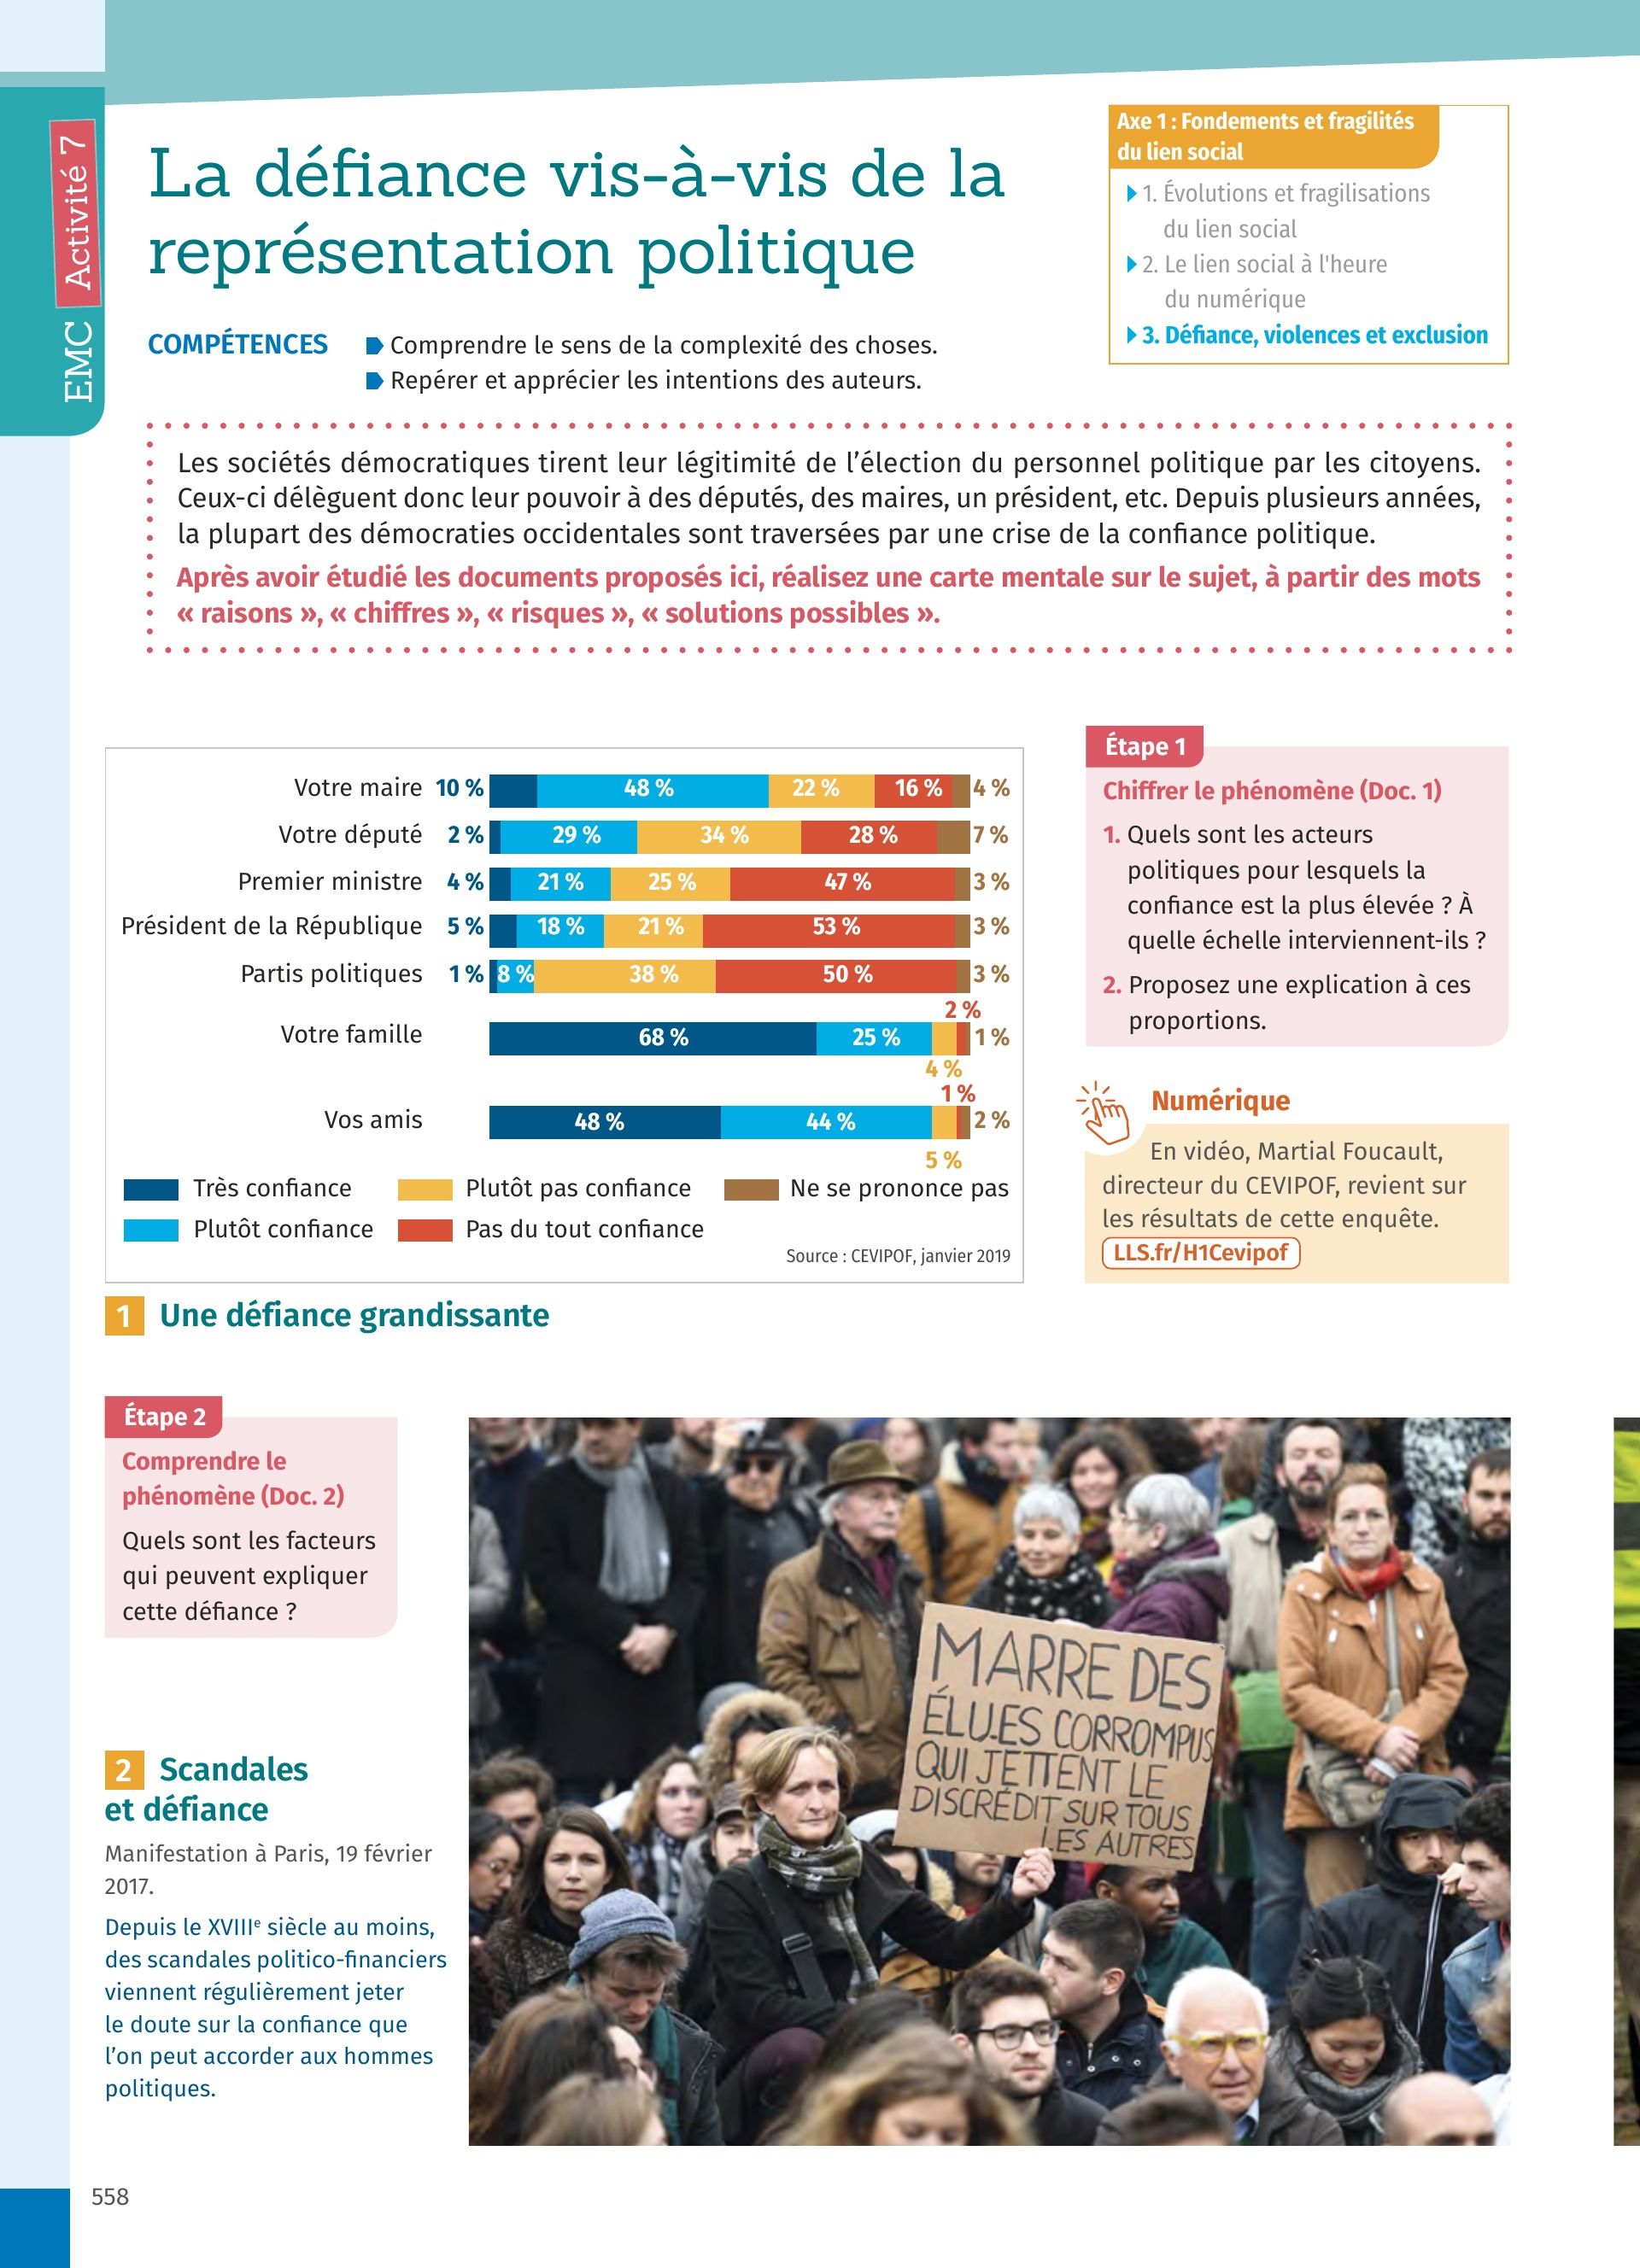 EMC Activité 7
La défiance vis-à-vis de la
représentation politique
Axe 1 : Fondements et fragilités
du lien social
1. Évolutions et fragilisations
du lien social
2. Le lien social à l'heure
du numérique
3. Défiance, violences et exclusion
COMPÉTENCES
Comprendre le sens de la complexité des choses.
Repérer et apprécier les intentions des auteurs.
Les sociétés démocratiques tirent leur légitimité de l’élection du personnel politique par les citoyens.
Ceux-ci délèguent donc leur pouvoir à des députés, des maires, un président, etc. Depuis plusieurs années,
la plupart des démocraties occidentales sont traversées par une crise de la confiance politique.
Après avoir étudié les documents proposés ici, réalisez une carte mentale sur le sujet, à partir des mots
« raisons », « chiffres », « risques », « solutions possibles ».
Votre maire 10 % 48 % 22 % 16 % 4 %
Votre député 2 % 29 % 34 % 28 % 7 %
Premier ministre 4 % 21 % 25 % 47 % 3 %
Président de la République 5 % 18 % 21 % 53 % 3 %
Partis politiques 1 % 8 % 38 % 50 % 3 %
2 %
Votre famille 68 % 25 % 1 %
4 %
1 %
Vos amis 48 % 44 % 2 %
5 %
Très confiance Plutôt pas confiance Ne se prononce pas
Plutôt confiance Pas du tout confiance
Source : CEVIPOF, janvier 2019
1 Une défiance grandissante
Étape 1
Chiffrer le phénomène (Doc. 1)
1. Quels sont les acteurs
politiques pour lesquels la
confiance est la plus élevée ? À
quelle échelle interviennent-ils ?
2. Proposez une explication à ces
proportions.
Numérique
En vidéo, Martial Foucault,
directeur du CEVIPOF, revient sur
les résultats de cette enquête.
LLS.fr/H1Cevipof
Étape 2
Comprendre le
phénomène (Doc. 2)
Quels sont les facteurs
qui peuvent expliquer
cette défiance ?
2 Scandales
et défiance
Manifestation à Paris, 19 février
2017.
Depuis le XVIIIe siècle au moins,
des scandales politico-financiers
viennent régulièrement jeter
le doute sur la confiance que
l’on peut accorder aux hommes
politiques.
MARRE DES
ÉLU.ES CORROMPUS
QUI JETTENT LE
DISCRÉDIT SUR TOUS
LES AUTRES
558